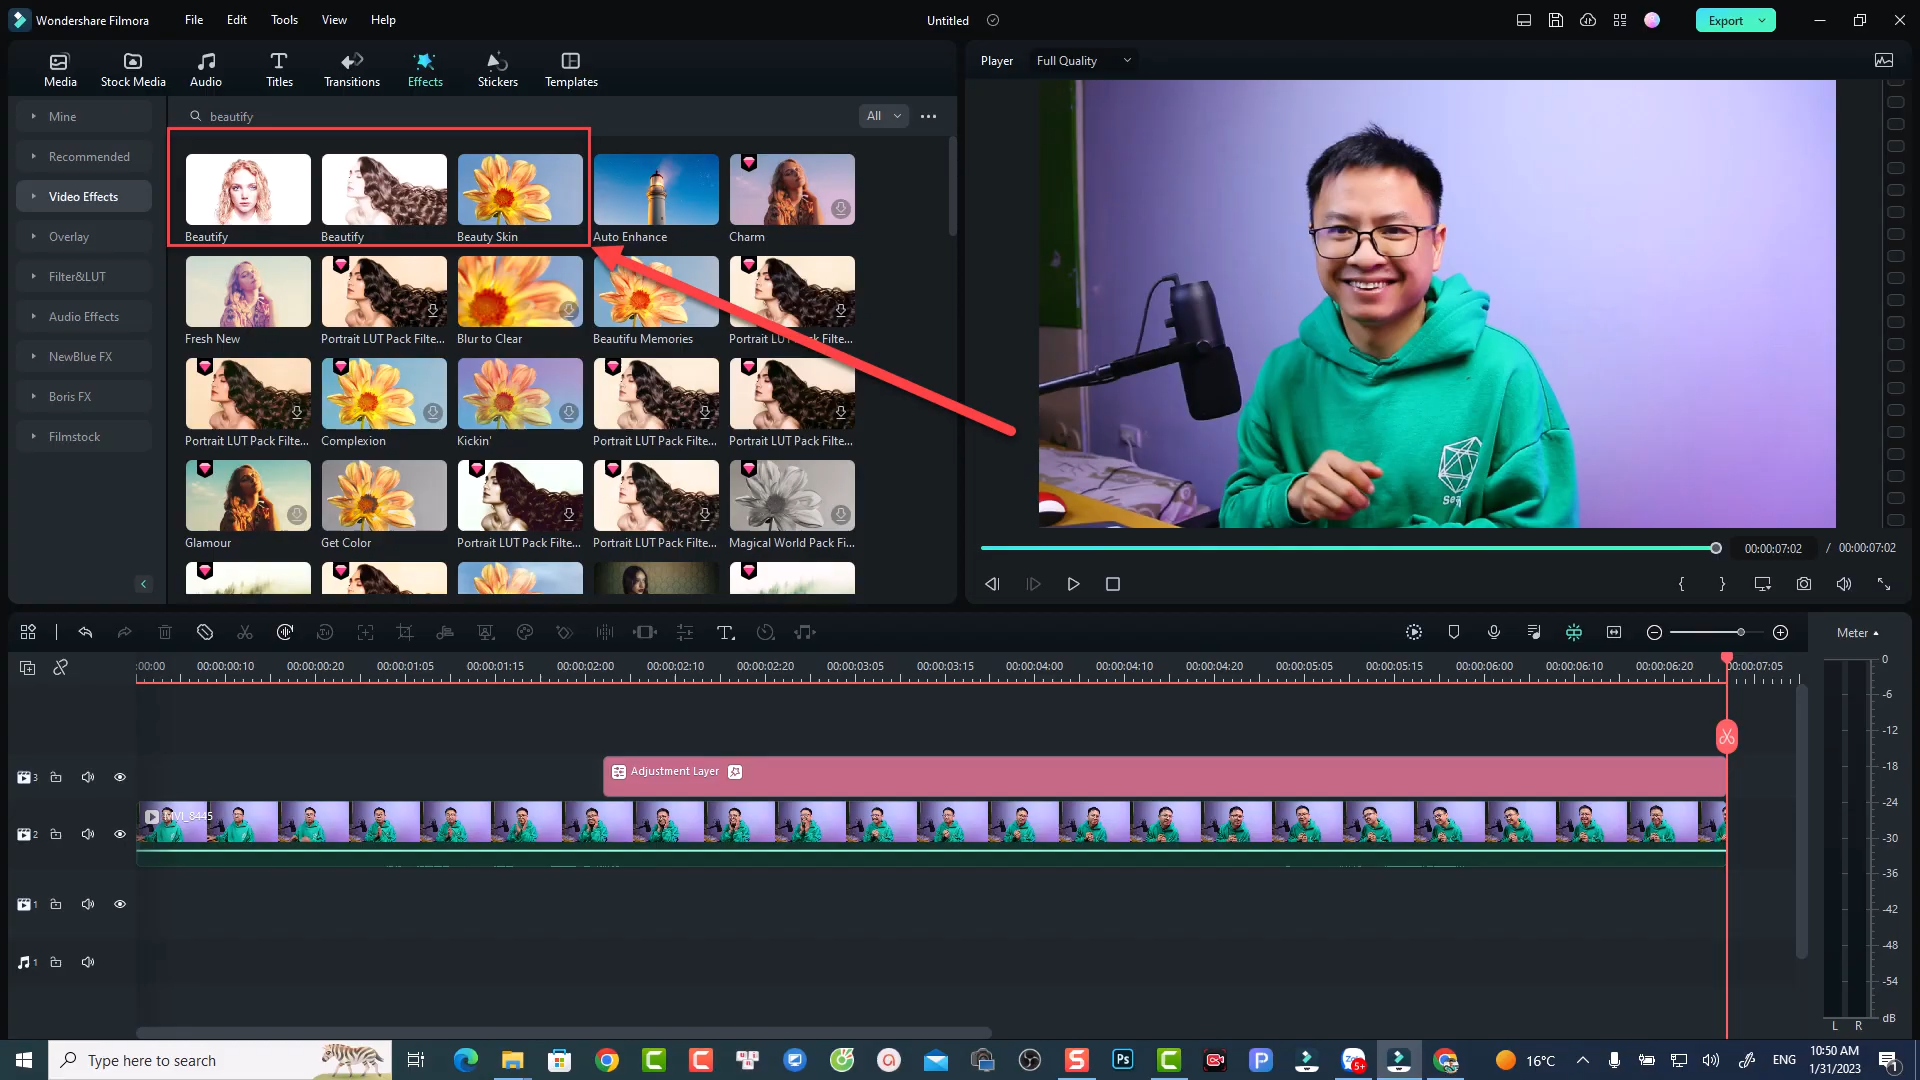 Wondershare Filmora File Edit Tools View Help Untitled Export
Media Stock Media Audio Titles Transitions Effects Stickers Templates
Player Full Quality
Mine
Recommended
Video Effects
Overlay
Filter&LUT
Audio Effects
NewBlue FX
Boris FX
Filmstock
beautify All
Beautify Beautify Beauty Skin Auto Enhance Charm
Fresh New Portrait LUT Pack Filte... Blur to Clear Beautifu Memories Portrait LUT Pack Filte...
Portrait LUT Pack Filte... Complexion Kickin' Portrait LUT Pack Filte... Portrait LUT Pack Filte...
Glamour Get Color Portrait LUT Pack Filte... Portrait LUT Pack Filte... Magical World Pack Fi...
00:00:07:02 / 00:00:07:02
Meter
:00:00 00:00:00:10 00:00:00:20 00:00:01:05 00:00:01:15 00:00:02:00 00:00:02:10 00:00:02:20 00:00:03:05 00:00:03:15 00:00:04:00 00:00:04:10 00:00:04:20 00:00:05:05 00:00:05:15 00:00:06:00 00:00:06:10 00:00:06:20 00:00:07:05
3 Adjustment Layer
2 MVI_8445
1
1
0
-6
-12
-18
-24
-30
-36
-42
-48
-54
dB
L R
Type here to search
Ps
5+
16°C
ENG
10:50 AM
1/31/2023
1